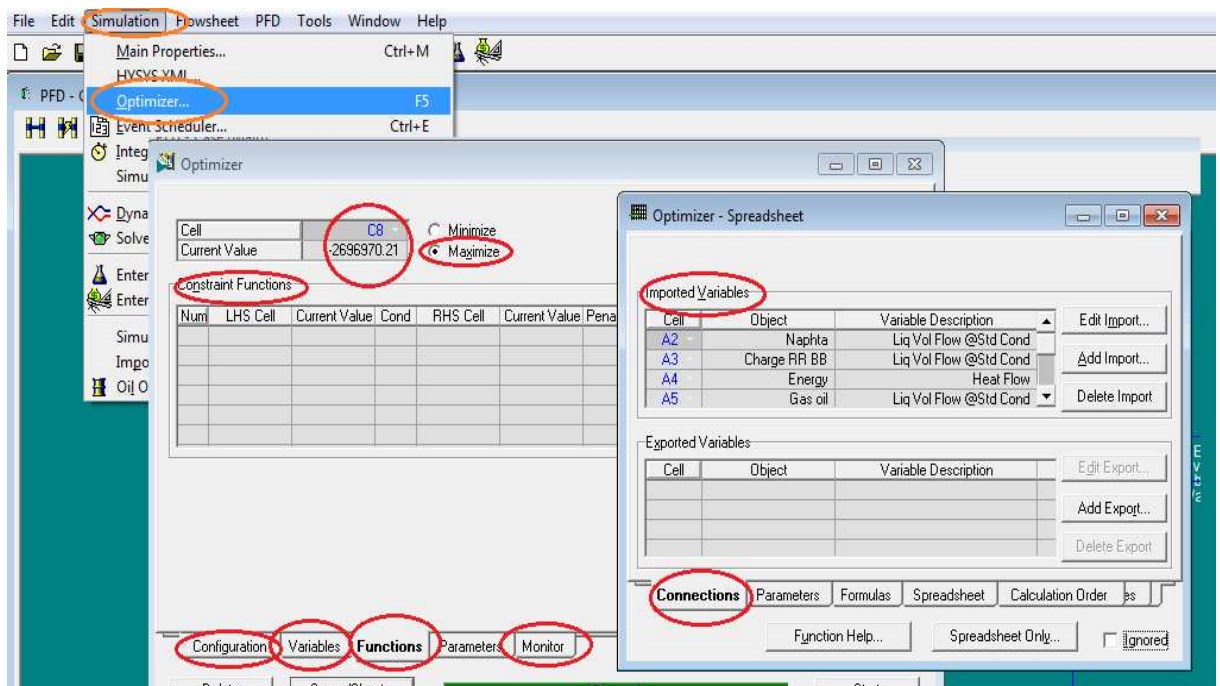 File Edit Simulation Flowsheet PFD Tools Window Help
Main Properties... Ctrl+M
HYSYS XML...
PFD -
Optimizer... F5
Event Scheduler... Ctrl+E
Optimizer
Cell C8 Minimize
Current Value -2696970.21 Maximize
Constraint Functions
Num LHS Cell Current Value Cond RHS Cell Current Value Pena
Solve
Enter
Enter
Configuration Variables Functions Parameters Monitor
Optimizer - Spreadsheet
Imported Variables
Cell Object Variable Description Edit Import...
A2 Naphta Liq Vol Flow @Std Cond
A3 Charge RR BB Liq Vol Flow @Std Cond Add Import...
A4 Energy Heat Flow
A5 Gas oil Liq Vol Flow @Std Cond Delete Import
Exported Variables
Cell Object Variable Description Edit Export...
Add Export...
Delete Export
Connections Parameters Formulas Spreadsheet Calculation Order es
Function Help... Spreadsheet Only... Ignored